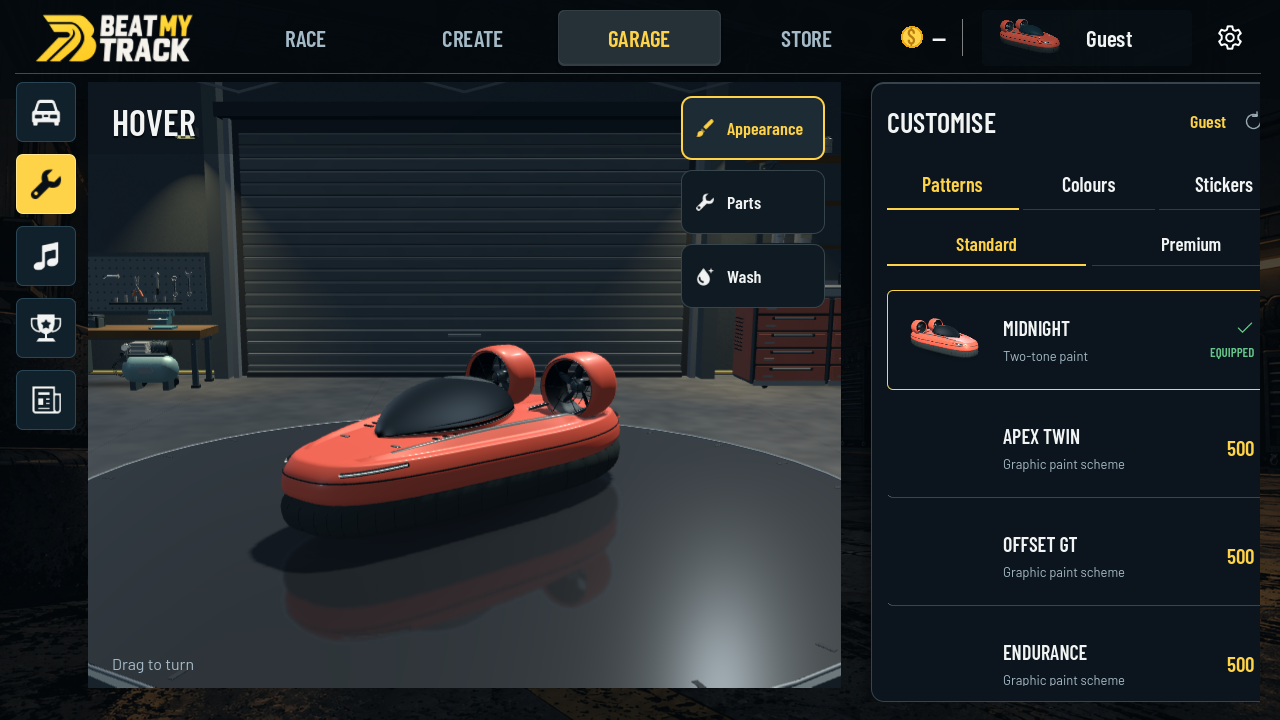 BEATMY
TRACK
RACE
CREATE
GARAGE
STORE
–
Guest
HOVER
Appearance
Parts
Wash
Drag to turn
CUSTOMISE
Guest
Patterns
Colours
Stickers
Standard
Premium
MIDNIGHT
Two-tone paint
EQUIPPED
APEX TWIN
Graphic paint scheme
500
OFFSET GT
Graphic paint scheme
500
ENDURANCE
Graphic paint scheme
500